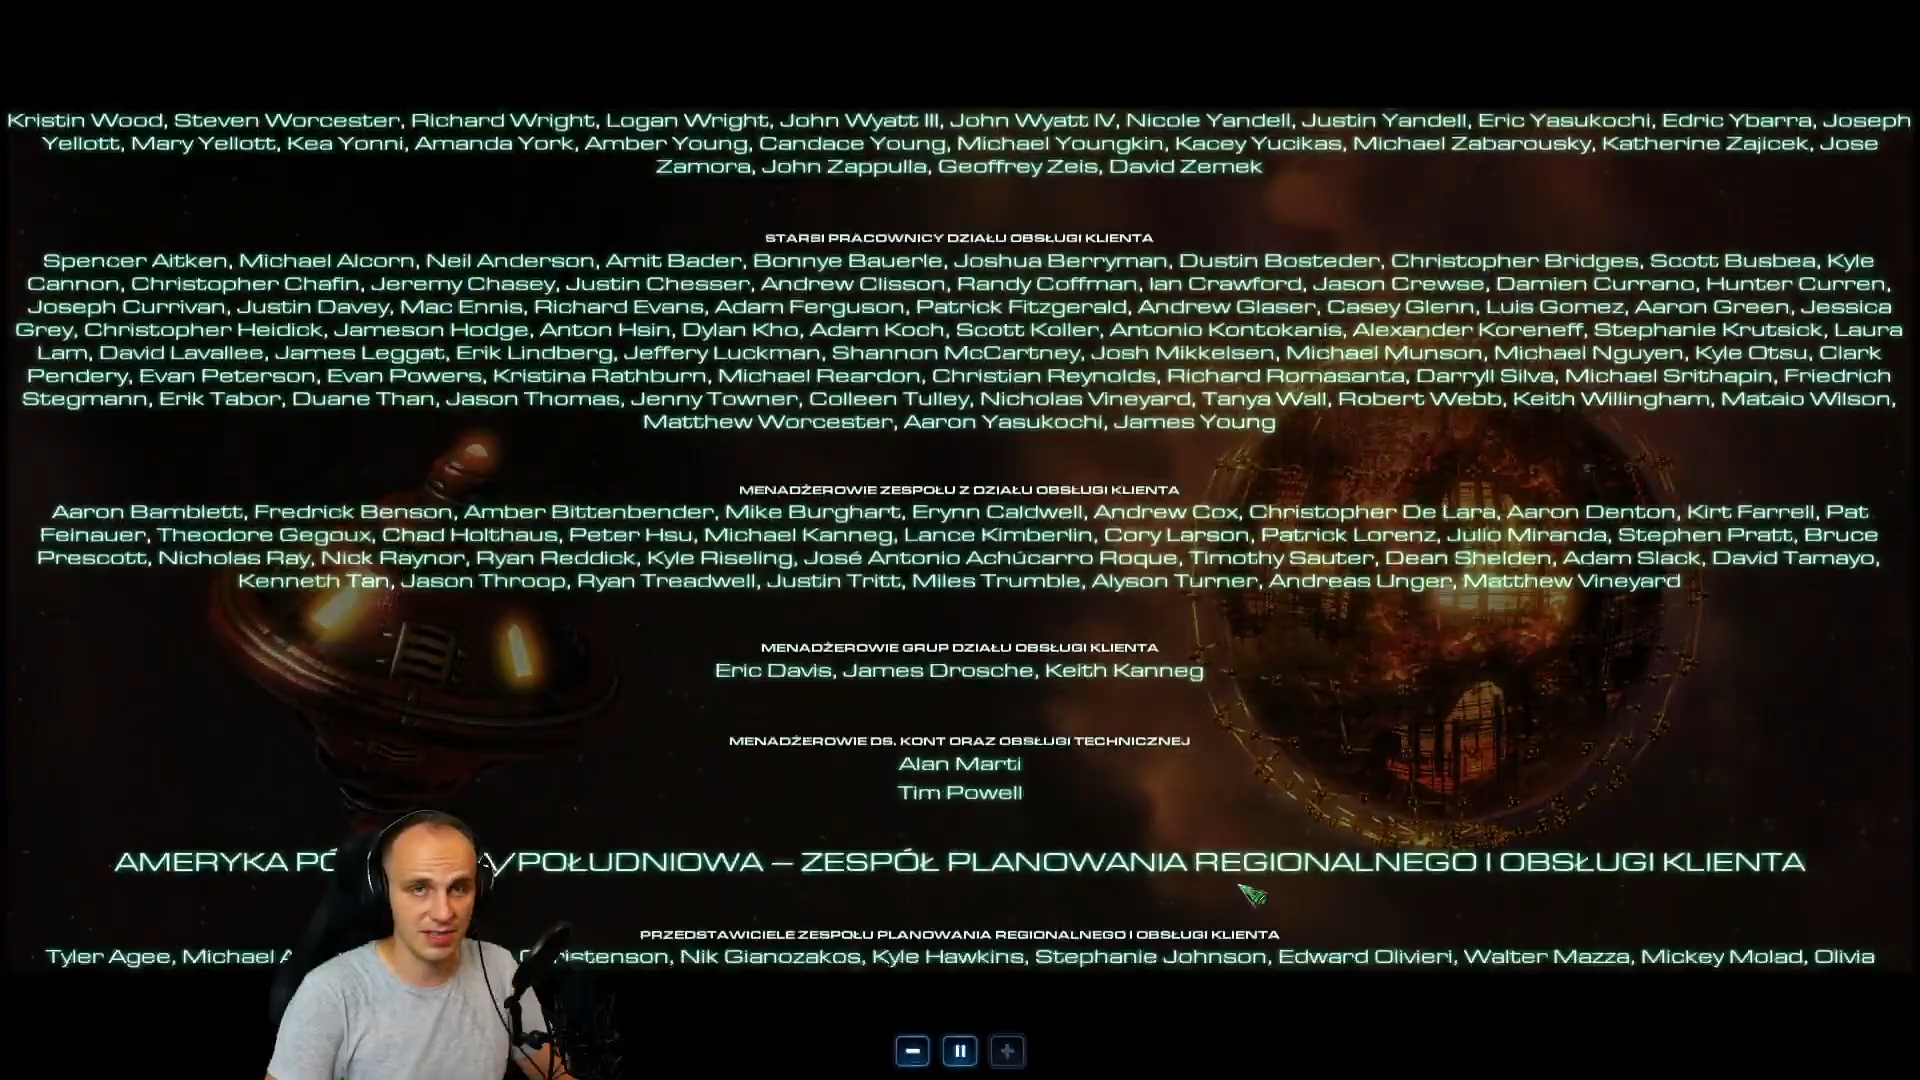 Kristin Wood, Steven Worcester, Richard Wright, Logan Wright, John Wyatt III, John Wyatt IV, Nicole Yandell, Justin Yandell, Eric Yasukochi, Edric Ybarra, Joseph
Yellott, Mary Yellott, Kea Yonni, Amanda York, Amber Young, Candace Young, Michael Youngkin, Kacey Yucikas, Michael Zabarousky, Katherine Zajicek, Jose
Zamora, John Zappulla, Geoffrey Zeis, David Zemek
STARSI PRACOWNICY DZIAŁU OBSŁUGI KLIENTA
Spencer Aitken, Michael Alcorn, Neil Anderson, Amit Bader, Bonnye Bauerle, Joshua Berryman, Dustin Bosteder, Christopher Bridges, Scott Busbea, Kyle
Cannon, Christopher Chafin, Jeremy Chasey, Justin Chesser, Andrew Clisson, Randy Coffman, Ian Crawford, Jason Crewse, Damien Currano, Hunter Curren,
Joseph Currivan, Justin Davey, Mac Ennis, Richard Evans, Adam Ferguson, Patrick Fitzgerald, Andrew Glaser, Casey Glenn, Luis Gomez, Aaron Green, Jessica
Grey, Christopher Heidick, Jameson Hodge, Anton Hsin, Dylan Kho, Adam Koch, Scott Koller, Antonio Kontokanis, Alexander Koreneff, Stephanie Krutsick, Laura
Lam, David Lavallee, James Leggat, Erik Lindberg, Jeffery Luckman, Shannon McCartney, Josh Mikkelsen, Michael Munson, Michael Nguyen, Kyle Otsu, Clark
Pendery, Evan Peterson, Evan Powers, Kristina Rathburn, Michael Reardon, Christian Reynolds, Richard Romasanta, Darryll Silva, Michael Srithapin, Friedrich
Stegmann, Erik Tabor, Duane Than, Jason Thomas, Jenny Towner, Colleen Tulley, Nicholas Vineyard, Tanya Wall, Robert Webb, Keith Willingham, Mataio Wilson,
Matthew Worcester, Aaron Yasukochi, James Young
MENADŻEROWIE ZESPOŁU Z DZIAŁU OBSŁUGI KLIENTA
Aaron Bamblett, Fredrick Benson, Amber Bittenbender, Mike Burghart, Erynn Caldwell, Andrew Cox, Christopher De Lara, Aaron Denton, Kirt Farrell, Pat
Feinauer, Theodore Gegoux, Chad Holthaus, Peter Hsu, Michael Kanneg, Lance Kimberlin, Cory Larson, Patrick Lorenz, Julio Miranda, Stephen Pratt, Bruce
Prescott, Nicholas Ray, Nick Raynor, Ryan Reddick, Kyle Riseling, José Antonio Achúcarro Roque, Timothy Sauter, Dean Shelden, Adam Slack, David Tamayo,
Kenneth Tan, Jason Throop, Ryan Treadwell, Justin Tritt, Miles Trumble, Alyson Turner, Andreas Unger, Matthew Vineyard
MENADŻEROWIE GRUP DZIAŁU OBSŁUGI KLIENTA
Eric Davis, James Drosche, Keith Kanneg
MENADŻEROWIE DS. KONT ORAZ OBSŁUGI TECHNICZNEJ
Alan Marti
Tim Powell
AMERYKA PÓ /POŁUDNIOWA – ZESPÓŁ PLANOWANIA REGIONALNEGO I OBSŁUGI KLIENTA
PRZEDSTAWICIELE ZESPOŁU PLANOWANIA REGIONALNEGO I OBSŁUGI KLIENTA
Tyler Agee, Michael A istenson, Nik Gianozakos, Kyle Hawkins, Stephanie Johnson, Edward Olivieri, Walter Mazza, Mickey Molad, Olivia